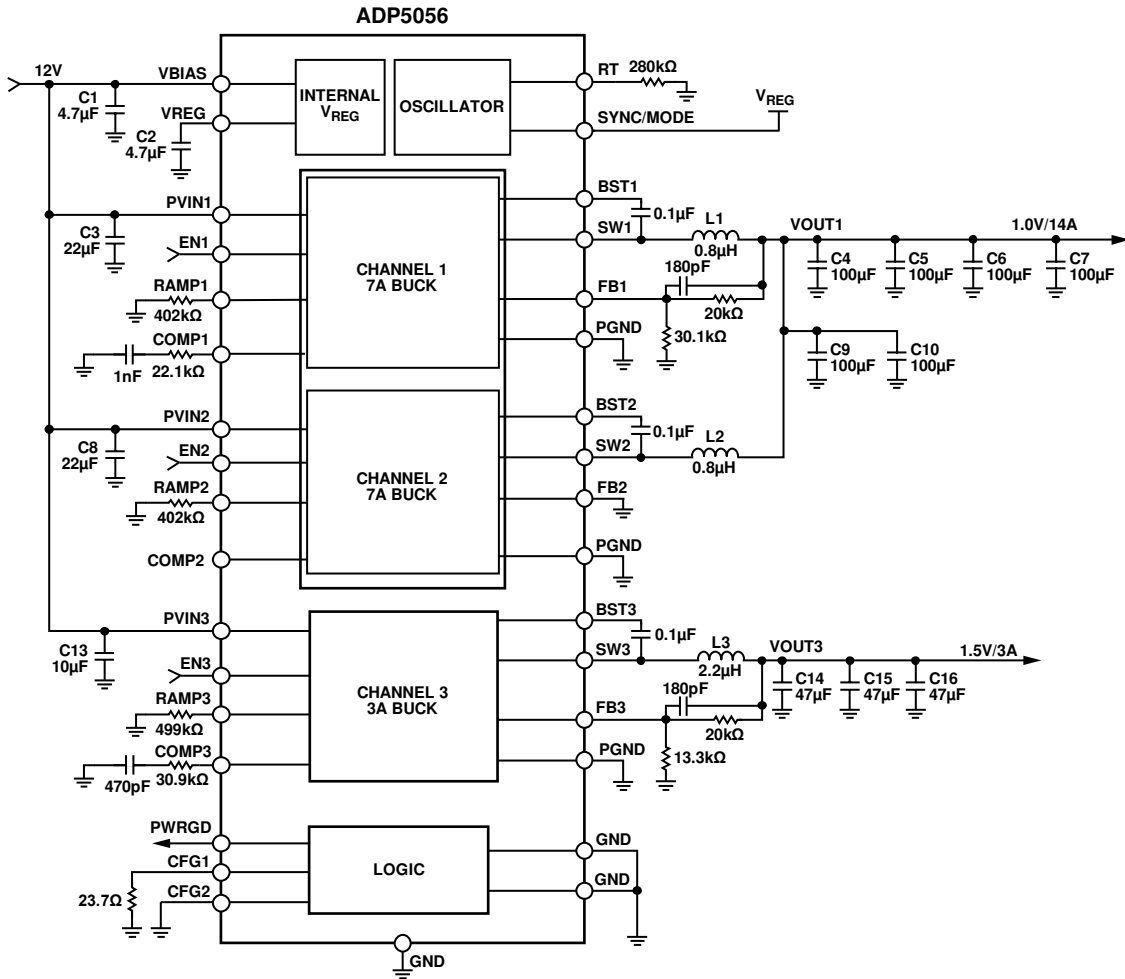 ADP5056
12V
VBIAS
C1
4.7µF
VREG
C2
4.7µF
INTERNAL
VREG
OSCILLATOR
RT
280kΩ
VREG
SYNC/MODE
PVIN1
C3
22µF
EN1
RAMP1
402kΩ
COMP1
1nF
22.1kΩ
CHANNEL 1
7A BUCK
BST1
0.1µF
SW1
L1
0.8µH
VOUT1
1.0V/14A
180pF
FB1
20kΩ
30.1kΩ
PGND
C4
100µF
C5
100µF
C6
100µF
C7
100µF
C9
100µF
C10
100µF
PVIN2
C8
22µF
EN2
RAMP2
402kΩ
COMP2
CHANNEL 2
7A BUCK
BST2
0.1µF
SW2
L2
0.8µH
FB2
PGND
PVIN3
C13
10µF
EN3
RAMP3
499kΩ
COMP3
470pF
30.9kΩ
CHANNEL 3
3A BUCK
BST3
0.1µF
SW3
L3
2.2µH
VOUT3
1.5V/3A
180pF
FB3
20kΩ
13.3kΩ
PGND
C14
47µF
C15
47µF
C16
47µF
PWRGD
CFG1
23.7Ω
CFG2
LOGIC
GND
GND
GND